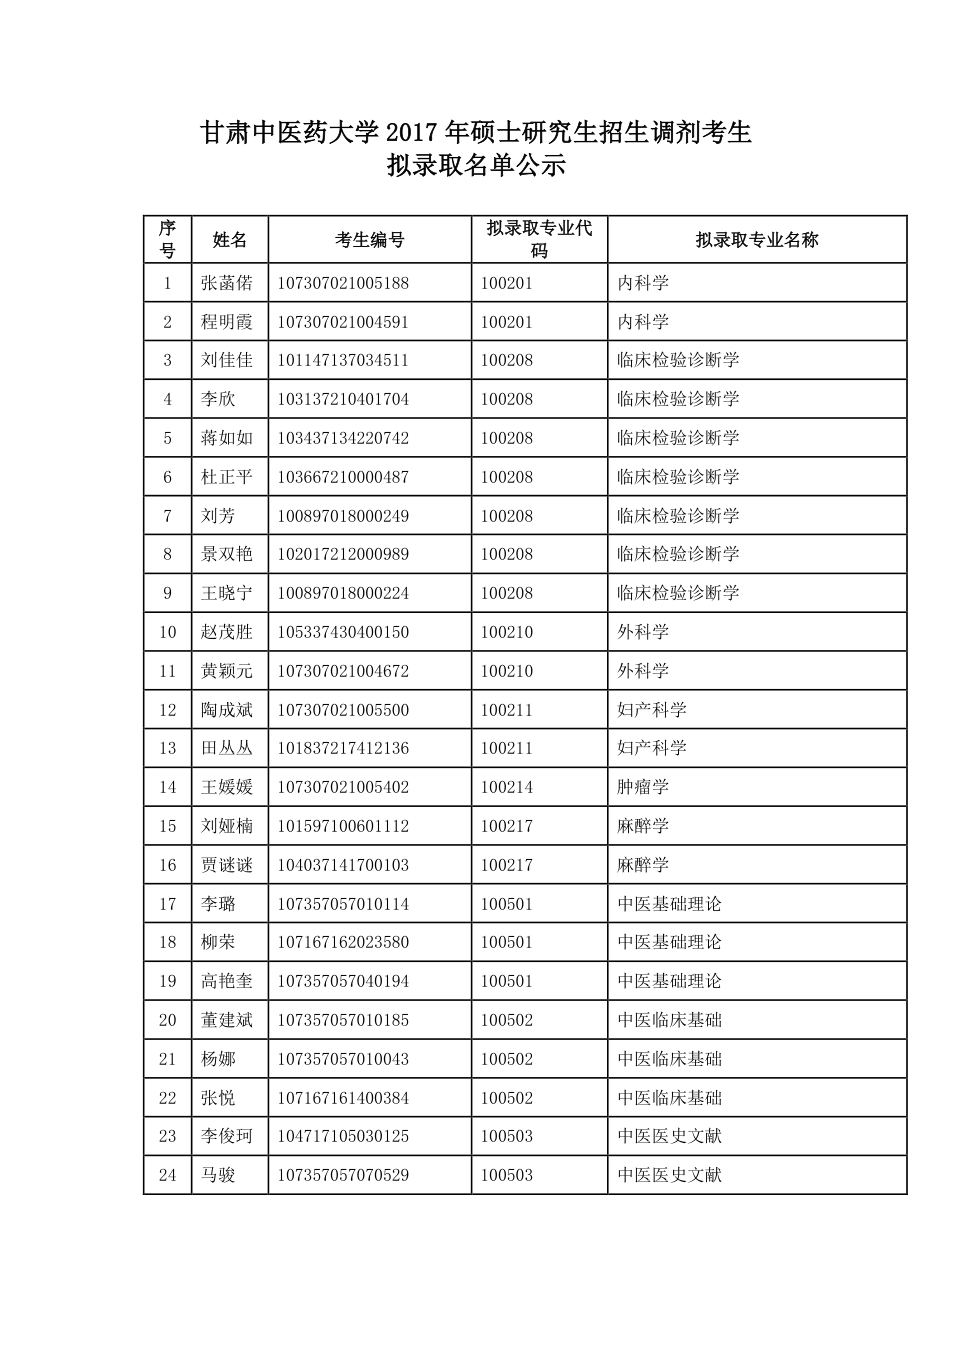 甘肃中医药大学 2017 年硕士研究生招生调剂考生
拟录取名单公示
序号 姓名 考生编号 拟录取专业代码 拟录取专业名称
1 张菡偌 107307021005188 100201 内科学
2 程明霞 107307021004591 100201 内科学
3 刘佳佳 101147137034511 100208 临床检验诊断学
4 李欣 103137210401704 100208 临床检验诊断学
5 蒋如如 103437134220742 100208 临床检验诊断学
6 杜正平 103667210000487 100208 临床检验诊断学
7 刘芳 100897018000249 100208 临床检验诊断学
8 景双艳 102017212000989 100208 临床检验诊断学
9 王晓宁 100897018000224 100208 临床检验诊断学
10 赵茂胜 105337430400150 100210 外科学
11 黄颖元 107307021004672 100210 外科学
12 陶成斌 107307021005500 100211 妇产科学
13 田丛丛 101837217412136 100211 妇产科学
14 王媛媛 107307021005402 100214 肿瘤学
15 刘娅楠 101597100601112 100217 麻醉学
16 贾谜谜 104037141700103 100217 麻醉学
17 李璐 107357057010114 100501 中医基础理论
18 柳荣 107167162023580 100501 中医基础理论
19 高艳奎 107357057040194 100501 中医基础理论
20 董建斌 107357057010185 100502 中医临床基础
21 杨娜 107357057010043 100502 中医临床基础
22 张悦 107167161400384 100502 中医临床基础
23 李俊珂 104717105030125 100503 中医医史文献
24 马骏 107357057070529 100503 中医医史文献